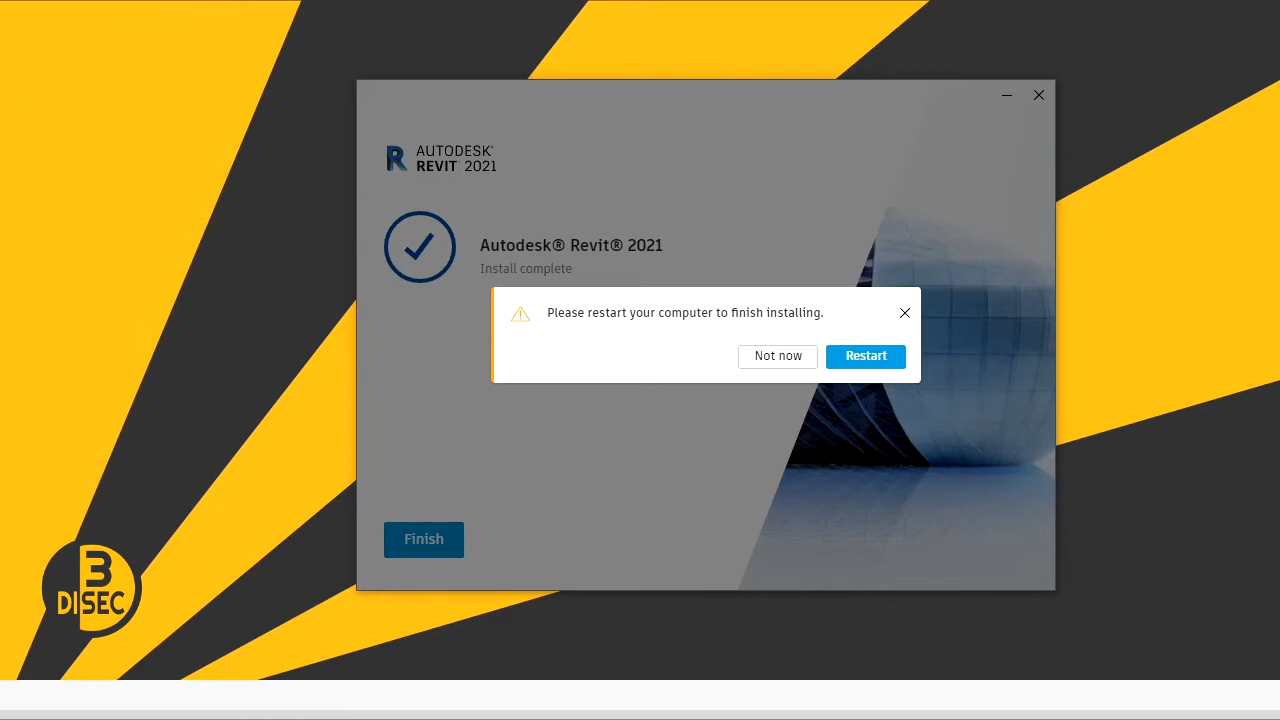 AUTODESK®
REVIT® 2021
Autodesk® Revit® 2021
Install complete
Please restart your computer to finish installing.
Not now
Restart
Finish
3
DISEC